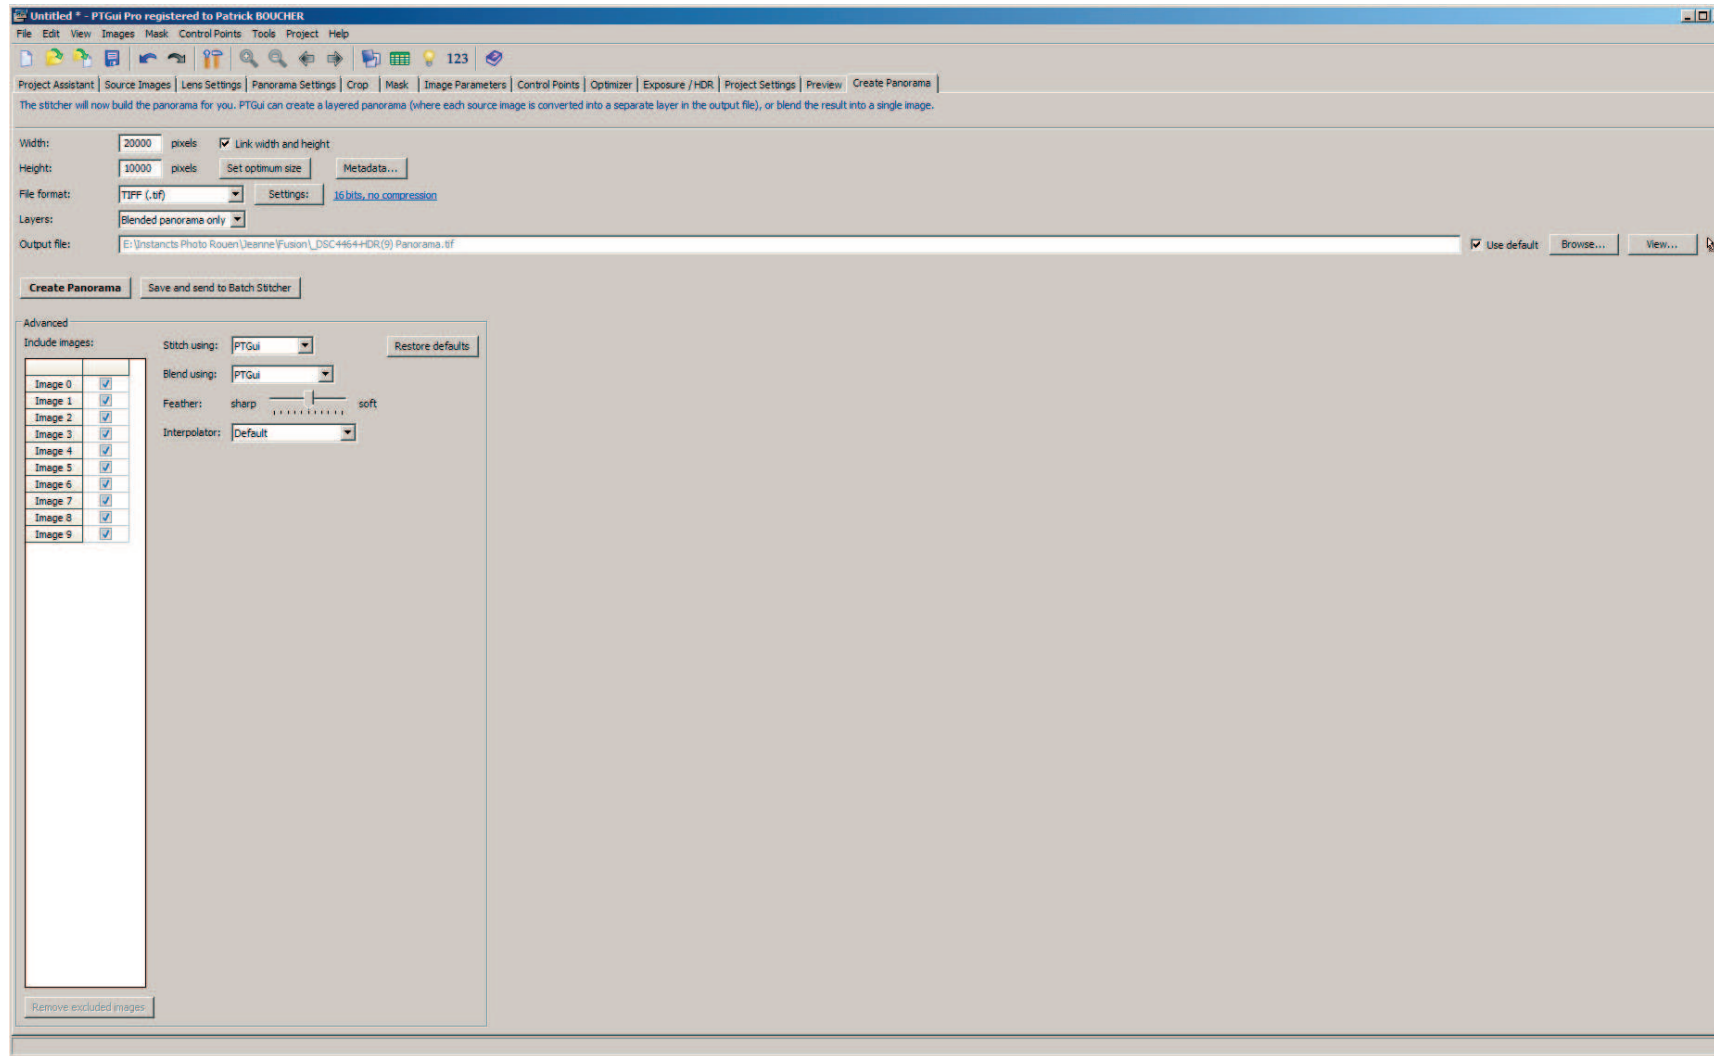 Untitled * - PTGui Pro registered to Patrick BOUCHER
File Edit View Images Mask Control Points Tools Project Help
123
Project Assistant Source Images Lens Settings Panorama Settings Crop Mask Image Parameters Control Points Optimizer Exposure / HDR Project Settings Preview Create Panorama
The stitcher will now build the panorama for you. PTGui can create a layered panorama (where each source image is converted into a separate layer in the output file), or blend the result into a single image.
Width: 20000 pixels Link width and height
Height: 10000 pixels Set optimum size Metadata...
File format: TIFF (.tif) Settings: 16 bits, no compression
Layers: Blended panorama only
Output file: E:\Instancts Photo Rouen\Jeanne\Fusion\_DSC4464-HDR(9) Panorama.tif Use default Browse... View...
Create Panorama Save and send to Batch Stitcher
Advanced
Include images: Stitch using: PTGui Restore defaults
Blend using: PTGui
Image 0
Image 1 Feather: sharp soft
Image 2
Image 3 Interpolator: Default
Image 4
Image 5
Image 6
Image 7
Image 8
Image 9
Remove excluded images